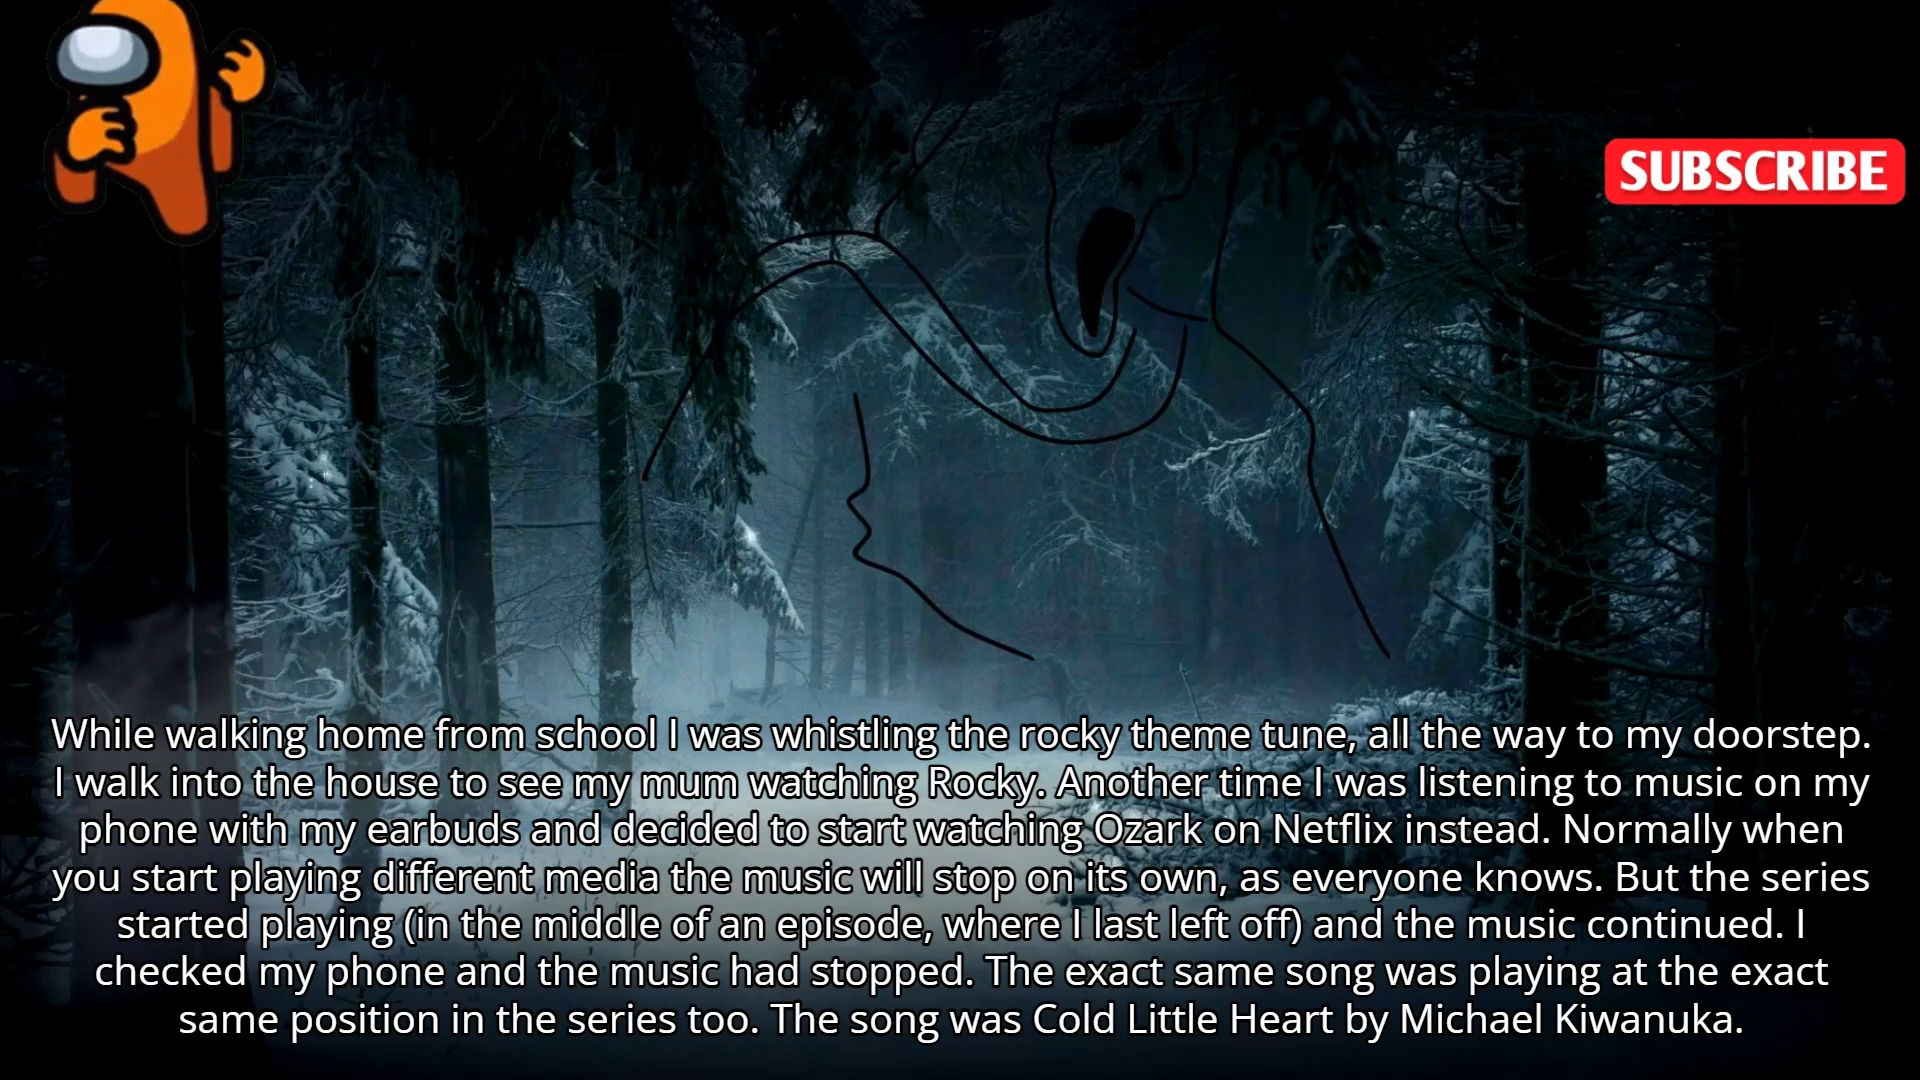 SUBSCRIBE
While walking home from school I was whistling the rocky theme tune, all the way to my doorstep.
I walk into the house to see my mum watching Rocky. Another time I was listening to music on my
phone with my earbuds and decided to start watching Ozark on Netflix instead. Normally when
you start playing different media the music will stop on its own, as everyone knows. But the series
started playing (in the middle of an episode, where I last left off) and the music continued. I
checked my phone and the music had stopped. The exact same song was playing at the exact
same position in the series too. The song was Cold Little Heart by Michael Kiwanuka.